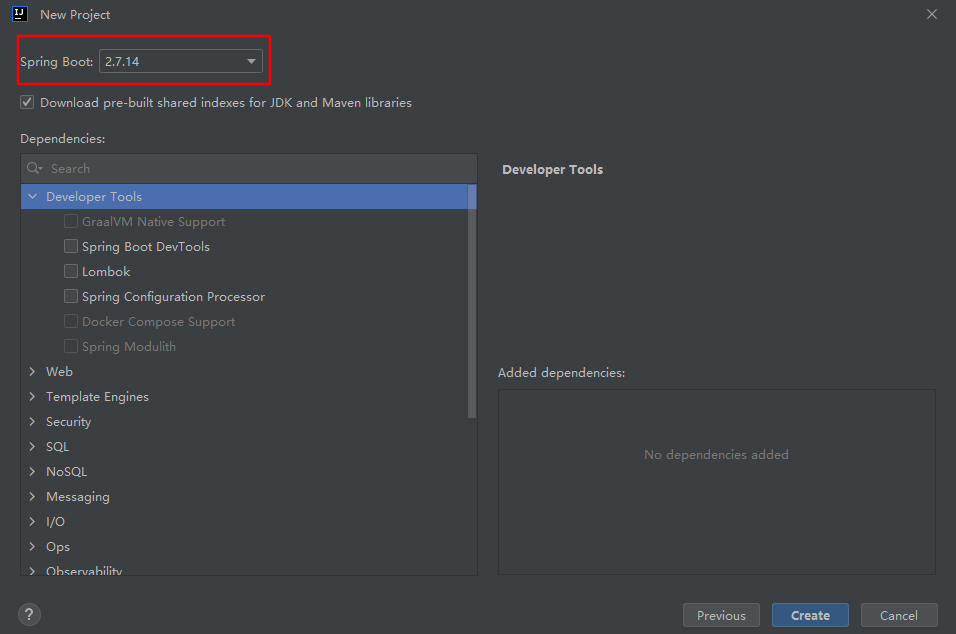 New Project
Spring Boot: 2.7.14
Download pre-built shared indexes for JDK and Maven libraries
Dependencies:
Search
Developer Tools
GraalVM Native Support
Spring Boot DevTools
Lombok
Spring Configuration Processor
Docker Compose Support
Spring Modulith
Web
Template Engines
Security
SQL
NoSQL
Messaging
I/O
Ops
Observability
Developer Tools
Added dependencies:
No dependencies added
?
Previous
Create
Cancel